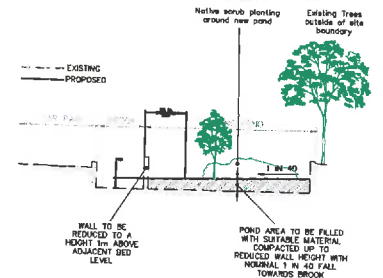 Native scrub planting
around new pond
Existing Trees
outside of site
boundary
EXISTING
PROPOSED
1 IN 40
WALL TO BE
REDUCED TO A
HEIGHT 1m ABOVE
ADJACENT BED
LEVEL
POND AREA TO BE FILLED
WITH SUITABLE MATERIAL
COMPACTED UP TO
REDUCED WALL HEIGHT WITH
NOMINAL 1 IN 40 FALL
TOWARDS BROOK